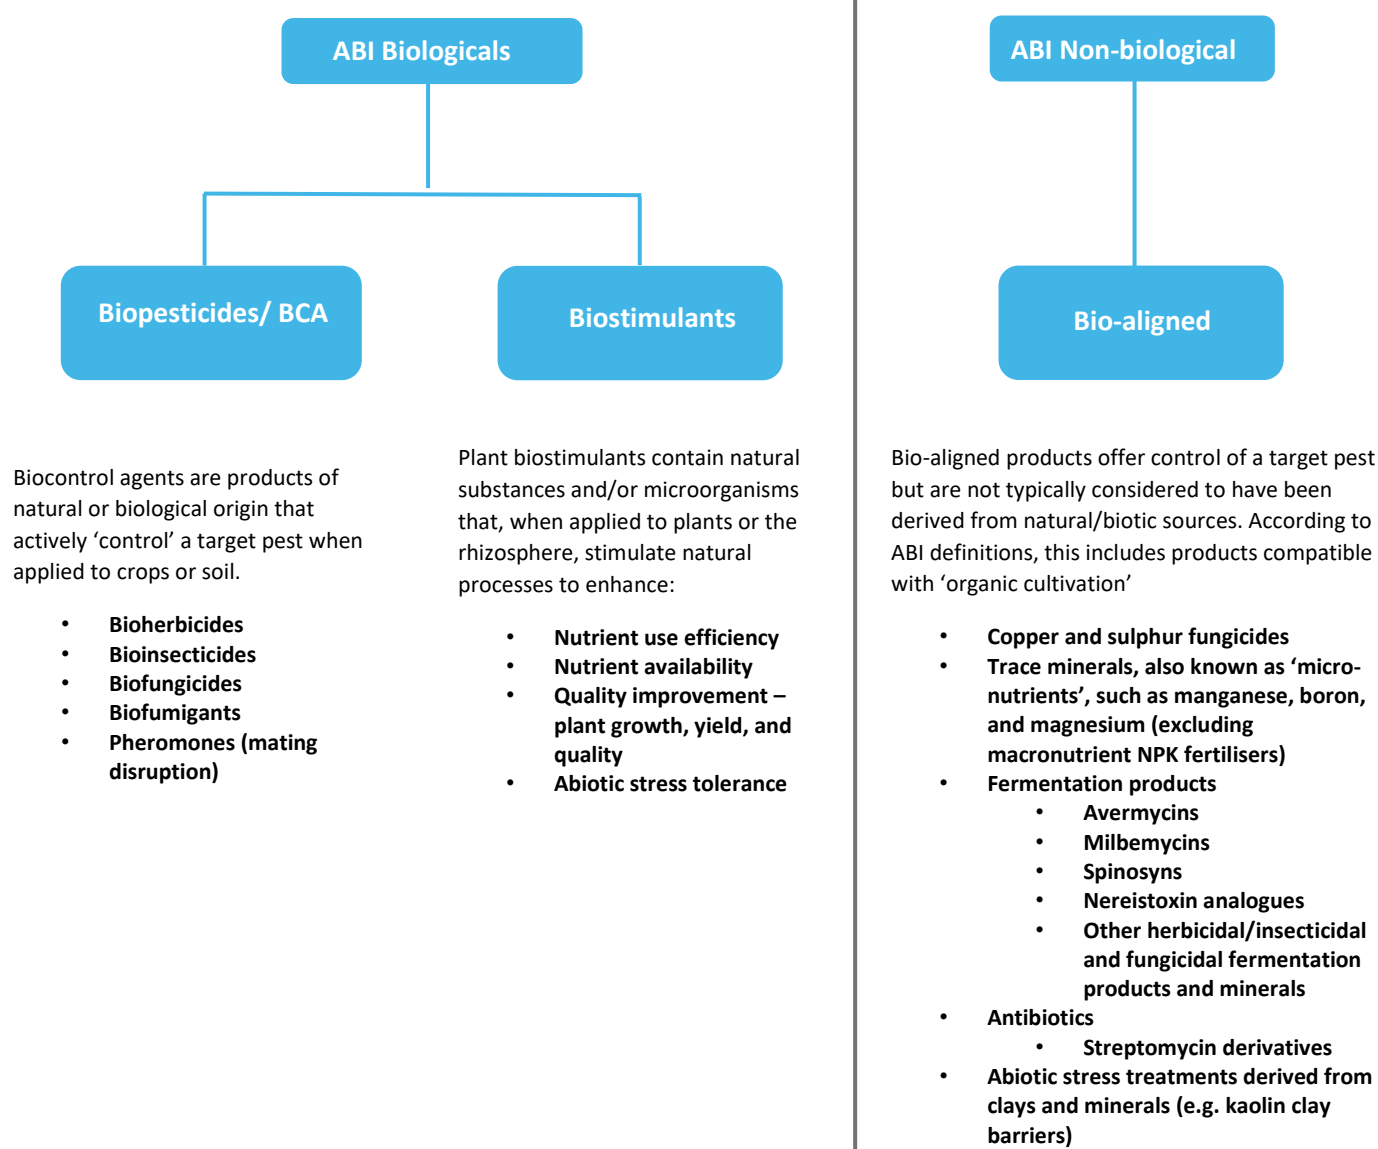 ABI Biologicals
Biopesticides/ BCA
Biostimulants
Biocontrol agents are products of
natural or biological origin that
actively ‘control’ a target pest when
applied to crops or soil.
• Bioherbicides
• Bioinsecticides
• Biofungicides
• Biofumigants
• Pheromones (mating
disruption)
Plant biostimulants contain natural
substances and/or microorganisms
that, when applied to plants or the
rhizosphere, stimulate natural
processes to enhance:
• Nutrient use efficiency
• Nutrient availability
• Quality improvement –
plant growth, yield, and
quality
• Abiotic stress tolerance
ABI Non-biological
Bio-aligned
Bio-aligned products offer control of a target pest
but are not typically considered to have been
derived from natural/biotic sources. According to
ABI definitions, this includes products compatible
with ‘organic cultivation’
• Copper and sulphur fungicides
• Trace minerals, also known as ‘micro-
nutrients’, such as manganese, boron,
and magnesium (excluding
macronutrient NPK fertilisers)
• Fermentation products
• Avermycins
• Milbemycins
• Spinosyns
• Nereistoxin analogues
• Other herbicidal/insecticidal
and fungicidal fermentation
products and minerals
• Antibiotics
• Streptomycin derivatives
• Abiotic stress treatments derived from
clays and minerals (e.g. kaolin clay
barriers)